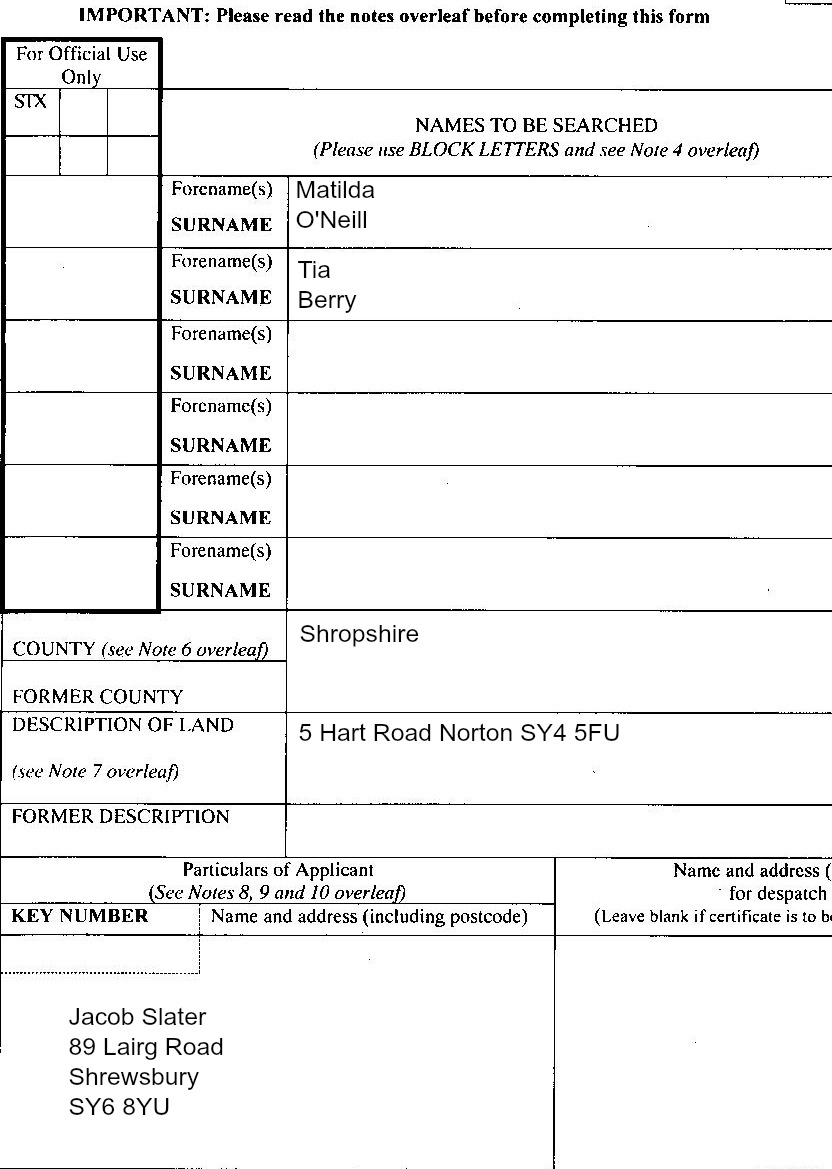 IMPORTANT: Please read the notes overleaf before completing this form
For Official Use
Only
STX
NAMES TO BE SEARCHED
(Please use BLOCK LETTERS and see Note 4 overleaf)
Forename(s) Matilda
SURNAME O'Neill
Forename(s) Tia
SURNAME Berry
Forename(s)
SURNAME
Forename(s)
SURNAME
Forename(s)
SURNAME
Forename(s)
SURNAME
Shropshire
COUNTY (see Note 6 overleaf)
FORMER COUNTY
DESCRIPTION OF LAND 5 Hart Road Norton SY4 5FU
(see Note 7 overleaf)
FORMER DESCRIPTION
Particulars of Applicant
(See Notes 8, 9 and 10 overleaf)
KEY NUMBER Name and address (including postcode)
Name and address (
for despatch
(Leave blank if certificate is to be
Jacob Slater
89 Lairg Road
Shrewsbury
SY6 8YU